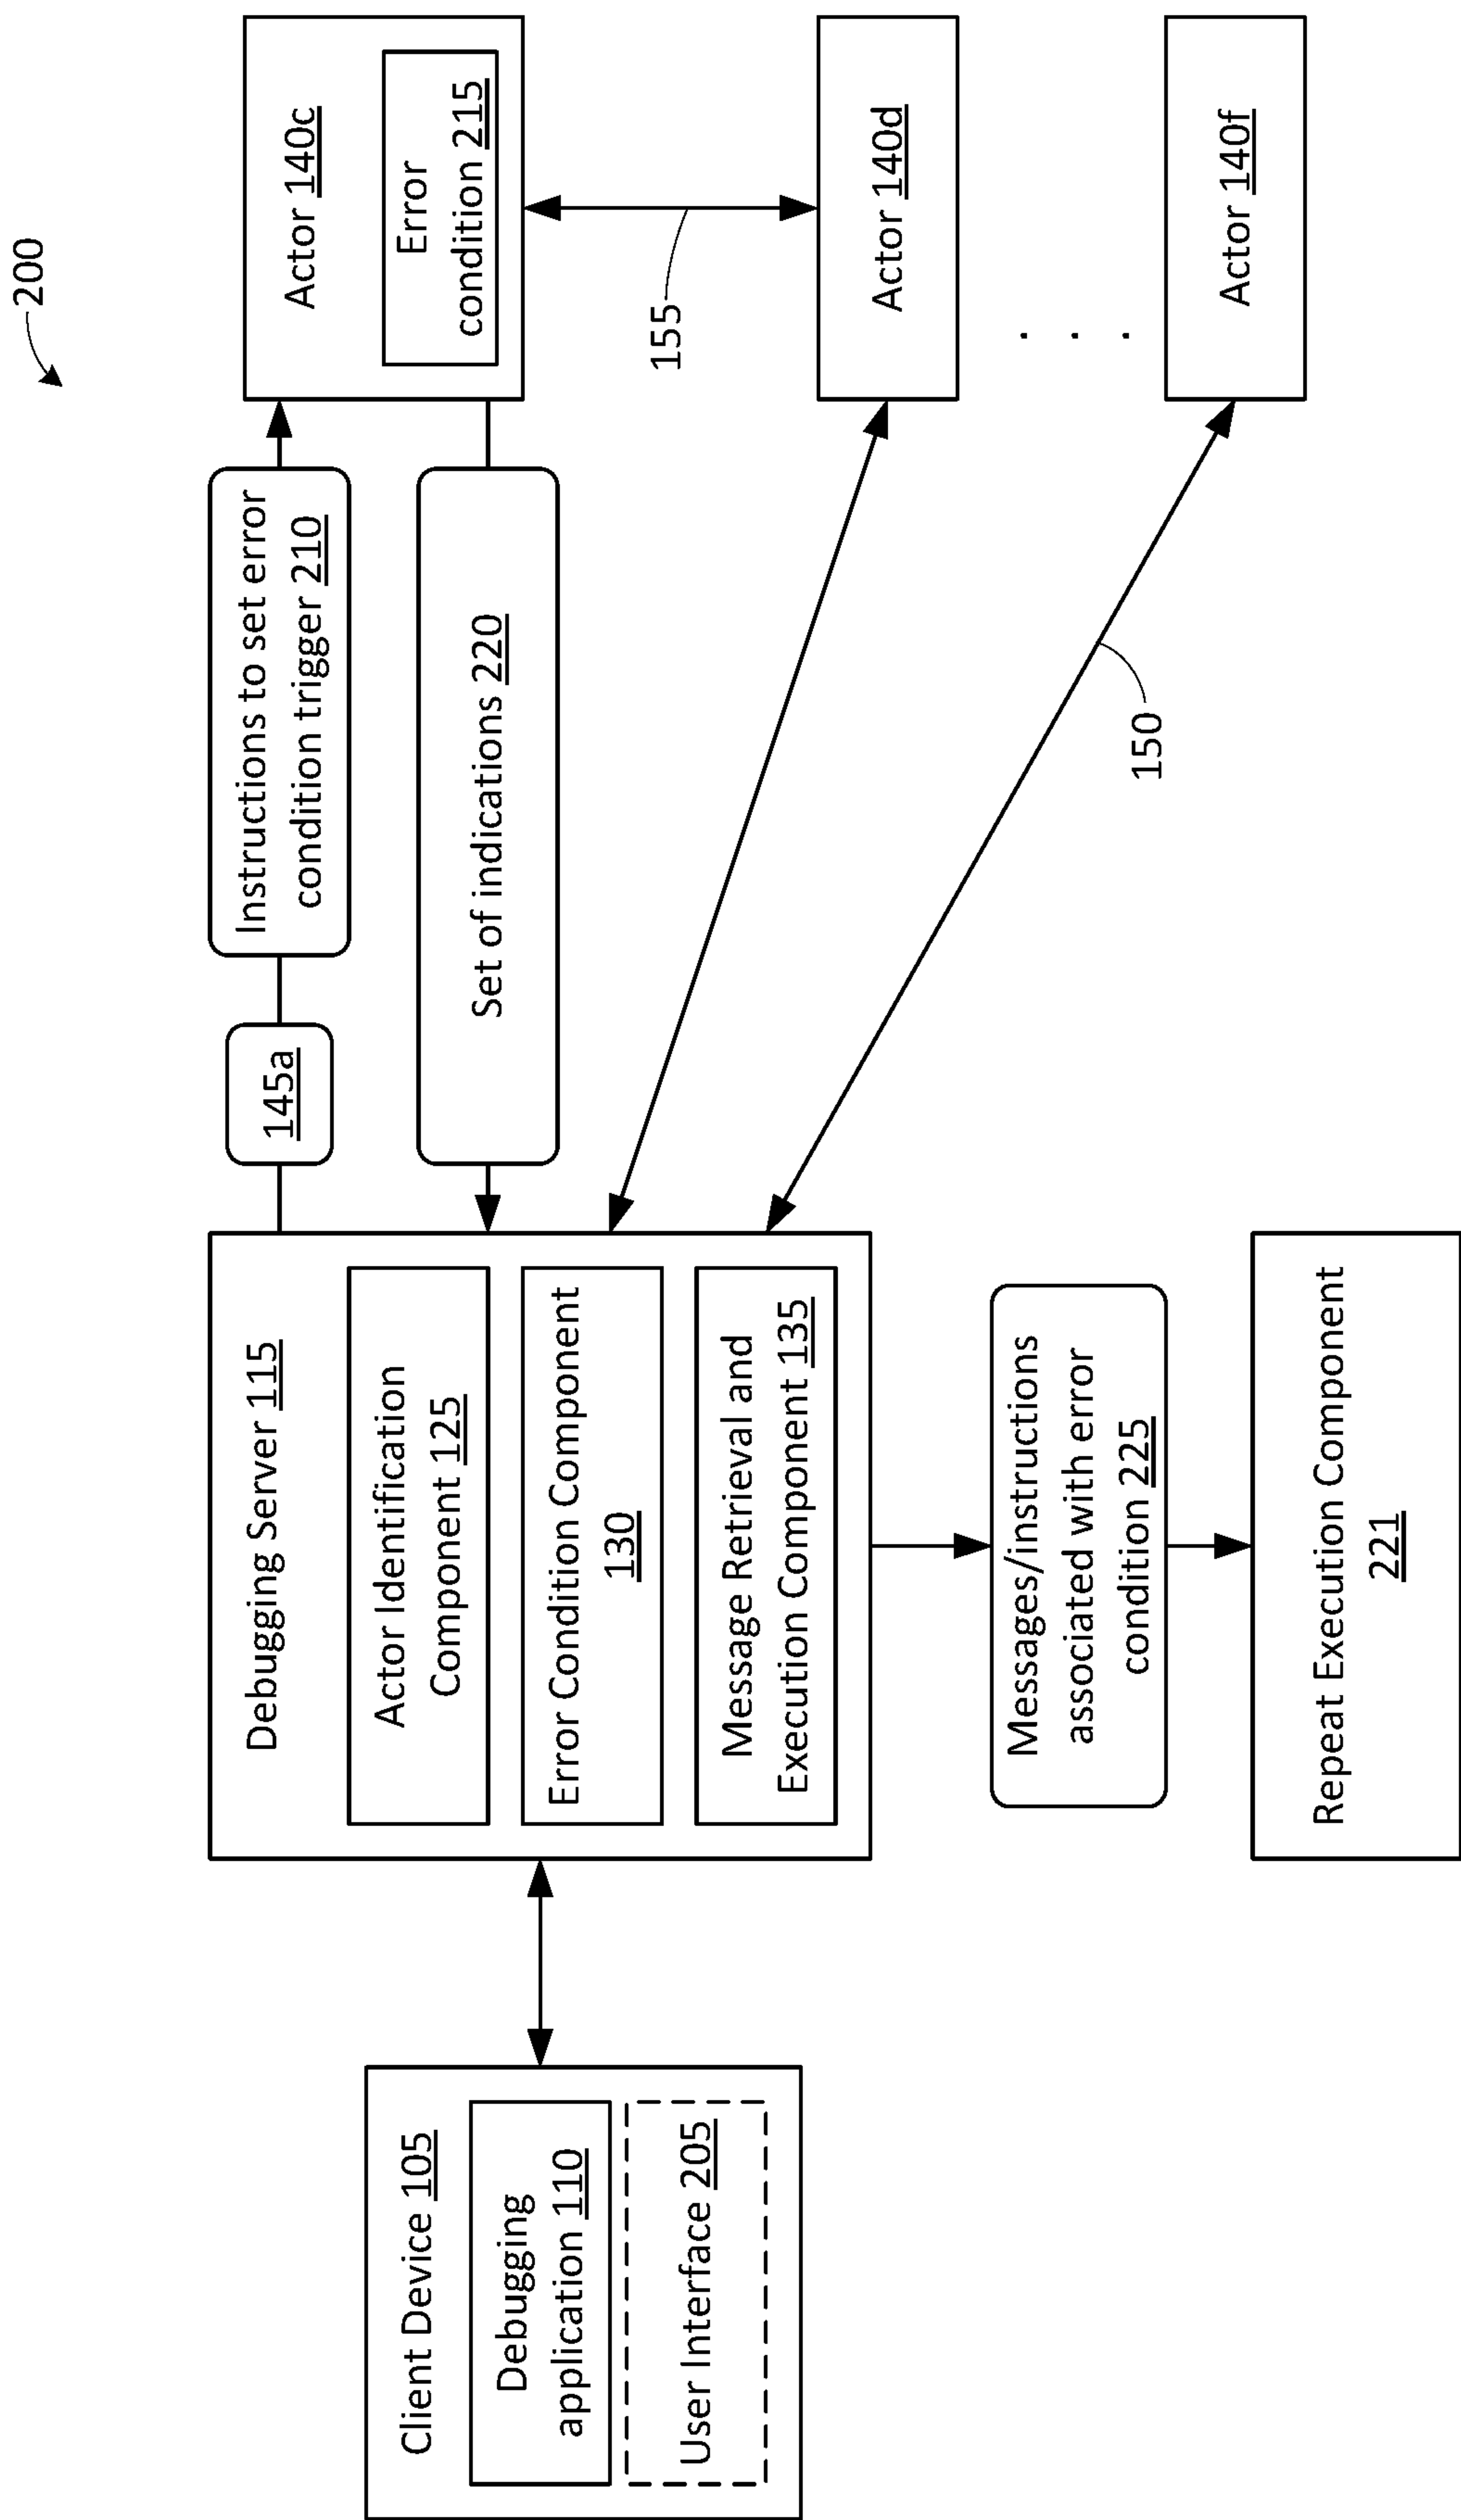 200
Client Device 105
Debugging
application 110
User Interface 205
Debugging Server 115
Actor Identification
Component 125
Error Condition Component
130
Message Retrieval and
Execution Component 135
145a
Instructions to set error
condition trigger 210
Set of indications 220
Actor 140c
Error
condition 215
155
Actor 140d
. . .
Actor 140f
150
Messages/instructions
associated with error
condition 225
Repeat Execution Component
221